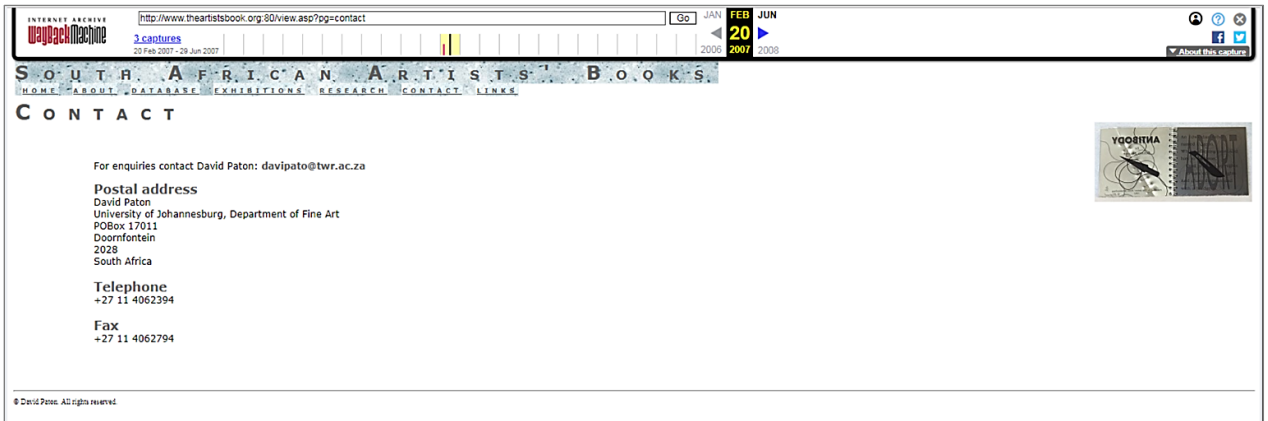 INTERNET ARCHIVE
WayBackMachine
http://www.theartistsbook.org:80/view.asp?pg=contact
Go
JAN FEB JUN
3 captures
20 Feb 2007 - 29 Jun 2007
20
2006 2007 2008
About this capture
South African Artists' Books
HOME ABOUT DATABASE EXHIBITIONS RESEARCH CONTACT LINKS
Contact
ANTIBODY
For enquiries contact David Paton: davipato@twr.ac.za
Postal address
David Paton
University of Johannesburg, Department of Fine Art
POBox 17011
Doornfontein
2028
South Africa
Telephone
+27 11 4062394
Fax
+27 11 4062794
© David Paton. All rights reserved.